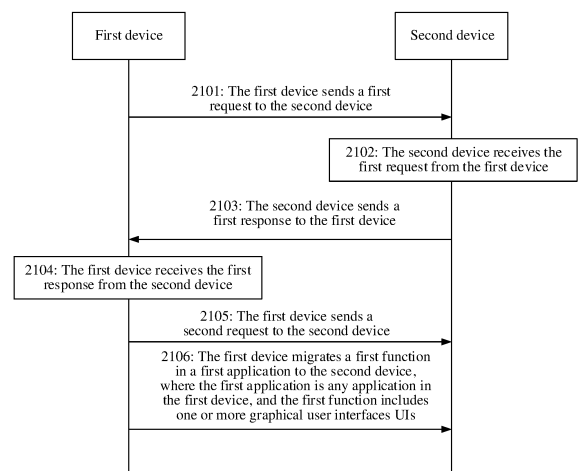 First device
Second device
2101: The first device sends a first
request to the second device
2102: The second device receives the
first request from the first device
2103: The second device sends a
first response to the first device
2104: The first device receives the first
response from the second device
2105: The first device sends a
second request to the second device
2106: The first device migrates a first function
in a first application to the second device,
where the first application is any application in
the first device, and the first function includes
one or more graphical user interfaces UIs